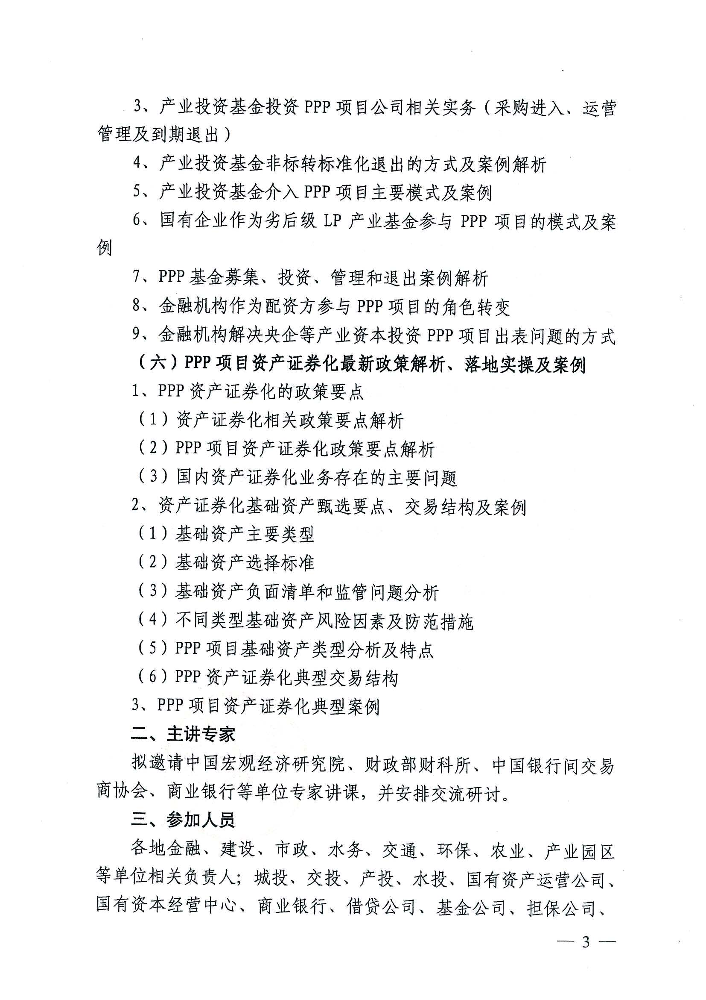 3、产业投资基金投资 PPP 项目公司相关实务（采购进入、运营
管理及到期退出）
4、产业投资基金非标转标准化退出的方式及案例解析
5、产业投资基金介入 PPP 项目主要模式及案例
6、国有企业作为劣后级 LP 产业基金参与 PPP 项目的模式及案
例
7、PPP 基金募集、投资、管理和退出案例解析
8、金融机构作为配资方参与 PPP 项目的角色转变
9、金融机构解决央企等产业资本投资 PPP 项目出表问题的方式
（六）PPP 项目资产证券化最新政策解析、落地实操及案例
1、PPP 资产证券化的政策要点
（1）资产证券化相关政策要点解析
（2）PPP 项目资产证券化政策要点解析
（3）国内资产证券化业务存在的主要问题
2、资产证券化基础资产甄选要点、交易结构及案例
（1）基础资产主要类型
（2）基础资产选择标准
（3）基础资产负面清单和监管问题分析
（4）不同类型基础资产风险因素及防范措施
（5）PPP 项目基础资产类型分析及特点
（6）PPP 资产证券化典型交易结构
3、PPP 项目资产证券化典型案例
二、主讲专家
拟邀请中国宏观经济研究院、财政部财科所、中国银行间交易
商协会、商业银行等单位专家讲课，并安排交流研讨。
三、参加人员
各地金融、建设、市政、水务、交通、环保、农业、产业园区
等单位相关负责人；城投、交投、产投、水投、国有资产运营公司、
国有资本经营中心、商业银行、借贷公司、基金公司、担保公司、
— 3 —